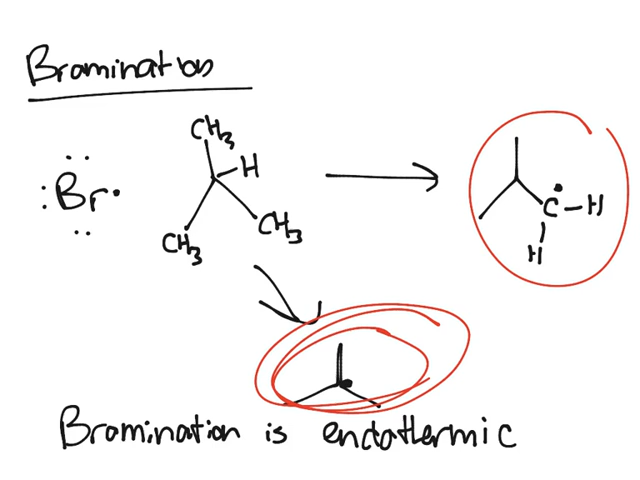 Bromination
CH3
H
:Br·
CH3
CH3
C-H
H
Bromination is endothermic